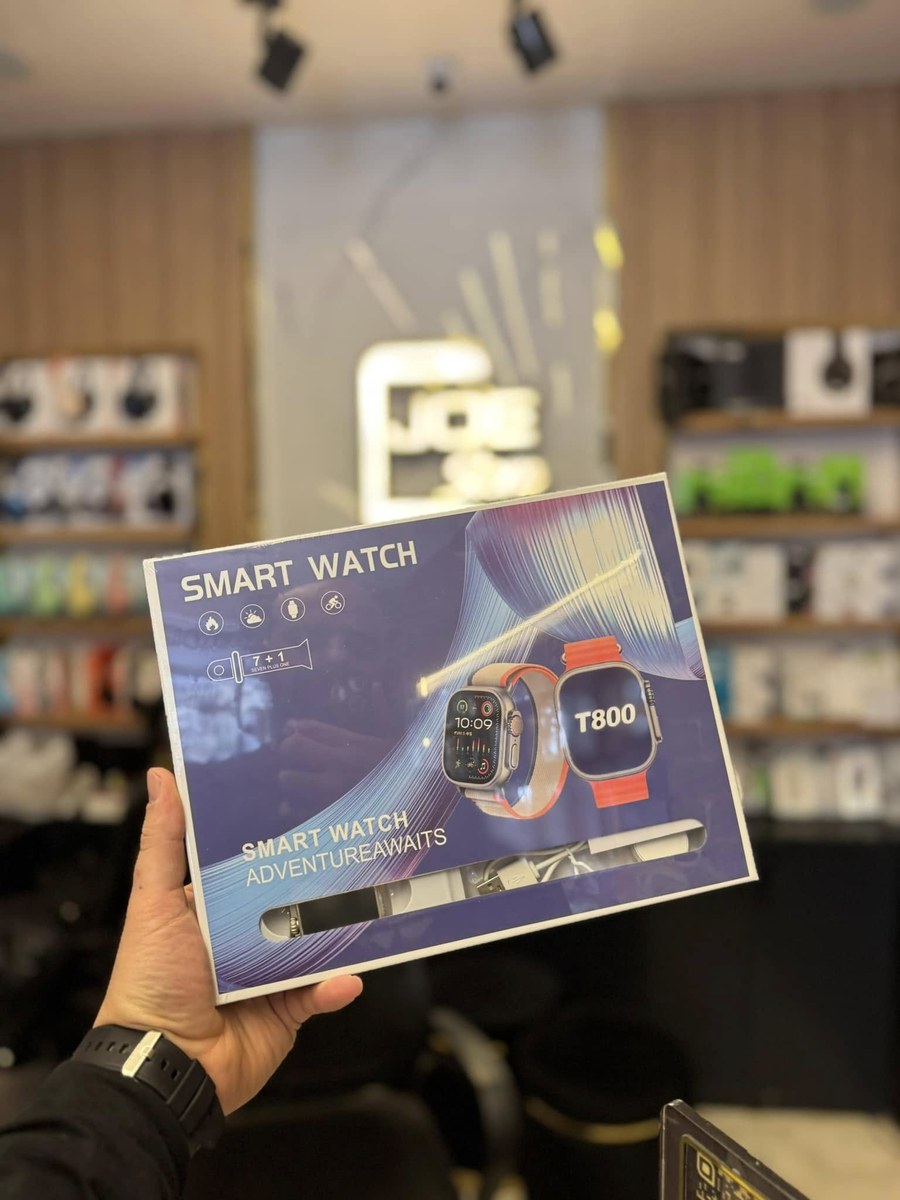 SMART WATCH
7 + 1
SEVEN PLUS ONE
10:09
T800
SMART WATCH
ADVENTUREAWAITS